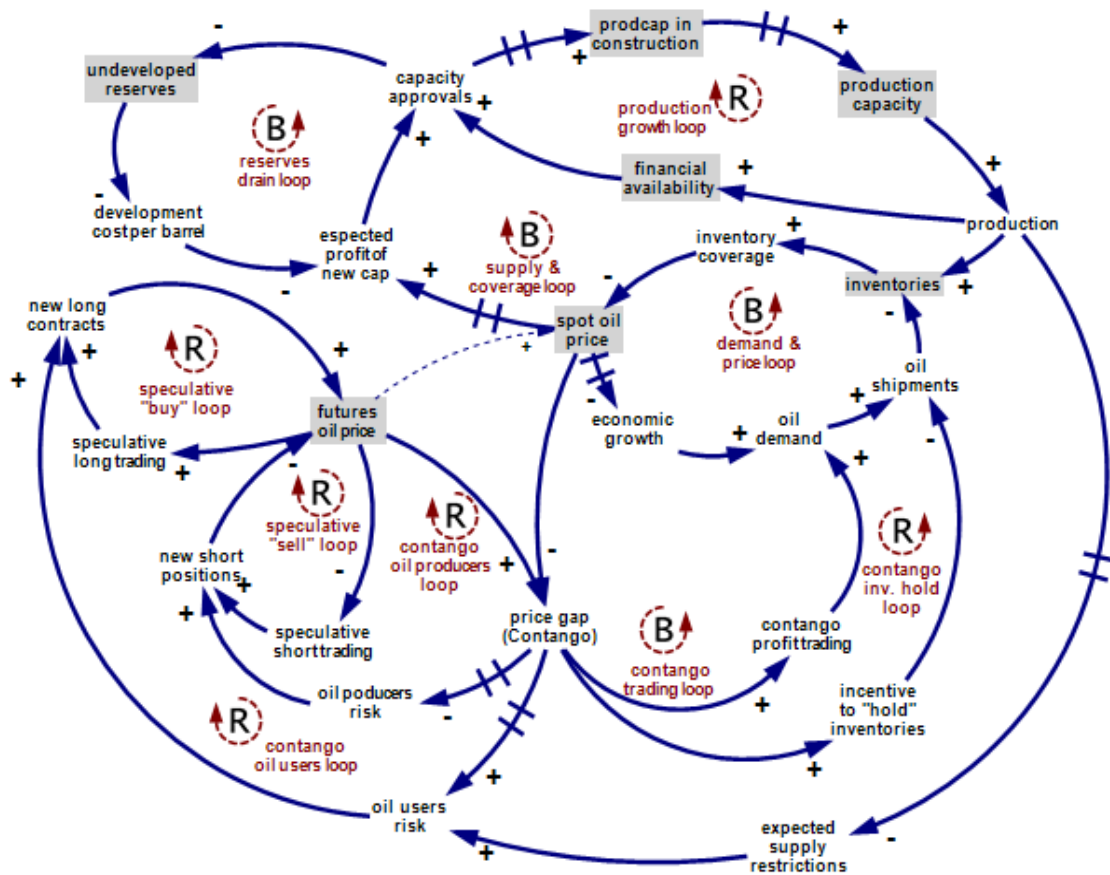 prodcap in
construction
undeveloped
reserves
capacity
approvals
production
capacity
production
growth loop
R
B
reserves
drain loop
financial
availability
development
costper barrel
espected
profitof
new cap
B
supply &
coverage loop
inventory
coverage
production
inventories
new long
contracts
spot oil
price
B
demand &
price loop
R
speculative
"buy" loop
oil
shipments
futures
oil price
economic
growth
oil
demand
speculative
long trading
R
speculative
"sell" loop
R
contango
oil producers
loop
R
contango
inv. hold
loop
new short
positions
speculative
shorttrading
price gap
(Contango)
B
contango
trading loop
contango
profittrading
oil poducers
risk
incentive
to "hold"
inventories
R
contango
oil users loop
oil users
risk
expected
supply
restrictions